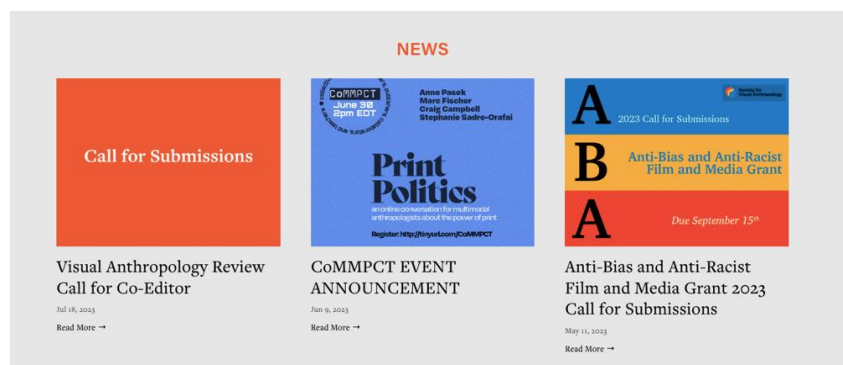 NEWS
Call for Submissions
Visual Anthropology Review
Call for Co-Editor
Jul 18, 2023
Read More →
CoMMPCT
June 30
2pm EDT
Anne Pasek
Marc Fischer
Craig Campbell
Stephanie Sadre-Orafai
Print
Politics
an online conversation for multimodal
anthropologists about the power of print
Register: http://tinyurl.com/CoMMPCT
CoMMPCT EVENT
ANNOUNCEMENT
Jun 9, 2023
Read More →
Society for
Visual Anthropology
A
2023 Call for Submissions
B
Anti-Bias and Anti-Racist
Film and Media Grant
A
Due September 15th
Anti-Bias and Anti-Racist
Film and Media Grant 2023
Call for Submissions
May 11, 2023
Read More →